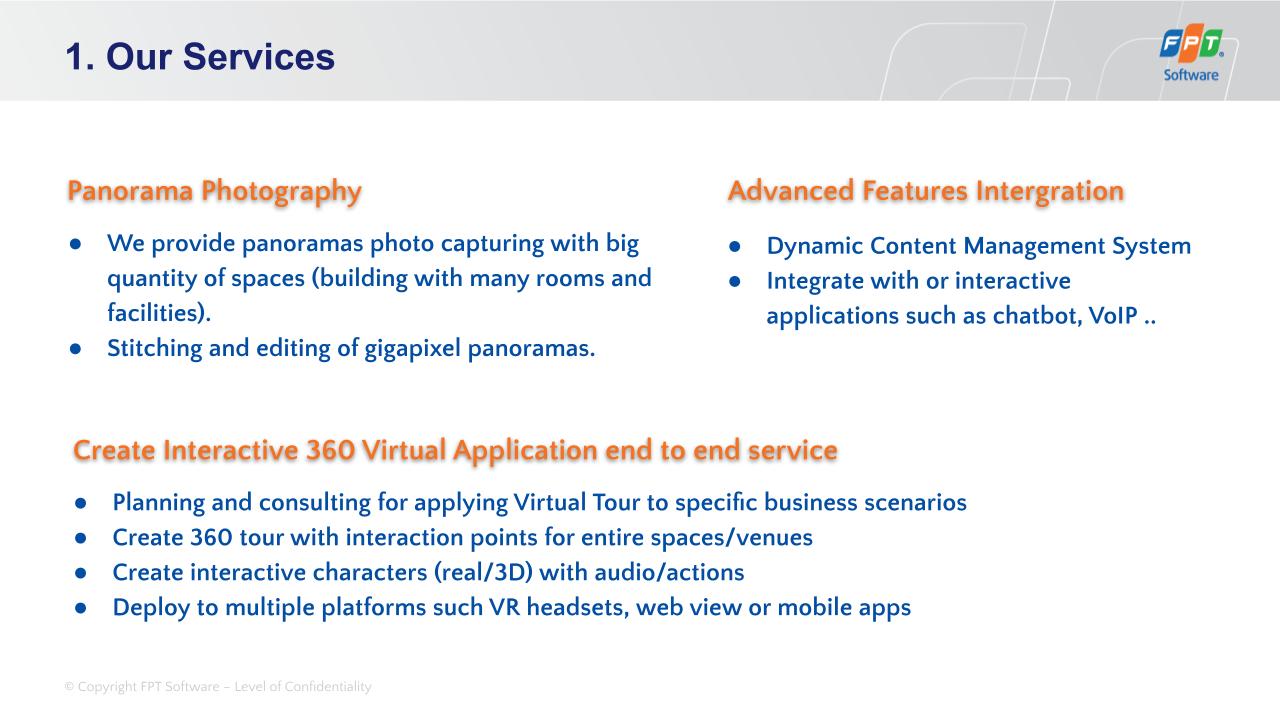 1. Our Services
FPT®
Software
Panorama Photography
● We provide panoramas photo capturing with big
quantity of spaces (building with many rooms and
facilities).
● Stitching and editing of gigapixel panoramas.
Advanced Features Intergration
● Dynamic Content Management System
● Integrate with or interactive
applications such as chatbot, VoIP ..
Create Interactive 360 Virtual Application end to end service
● Planning and consulting for applying Virtual Tour to specific business scenarios
● Create 360 tour with interaction points for entire spaces/venues
● Create interactive characters (real/3D) with audio/actions
● Deploy to multiple platforms such VR headsets, web view or mobile apps
© Copyright FPT Software – Level of Confidentiality